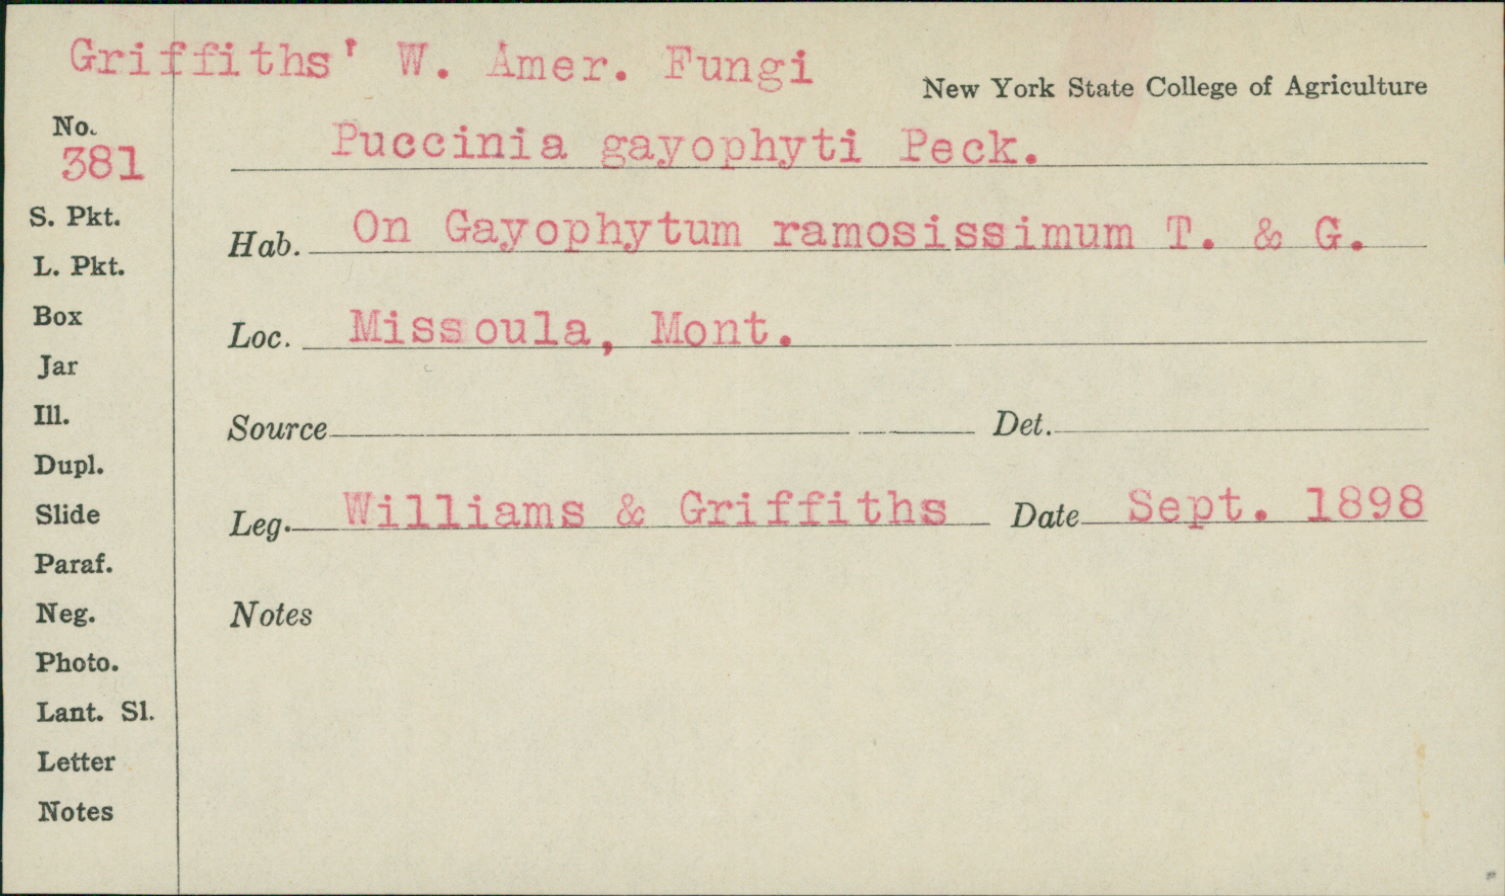 Griffiths' W. Amer. Fungi
New York State College of Agriculture
No.
381
Puccinia gayophyti Peck.
S. Pkt.
Hab. On Gayophytum ramosissimum T. & G.
L. Pkt.
Box
Loc. Missoula, Mont.
Jar
Ill.
Source Det.
Dupl.
Slide
Leg. Williams & Griffiths Date Sept. 1898
Paraf.
Neg.
Notes
Photo.
Lant. Sl.
Letter
Notes